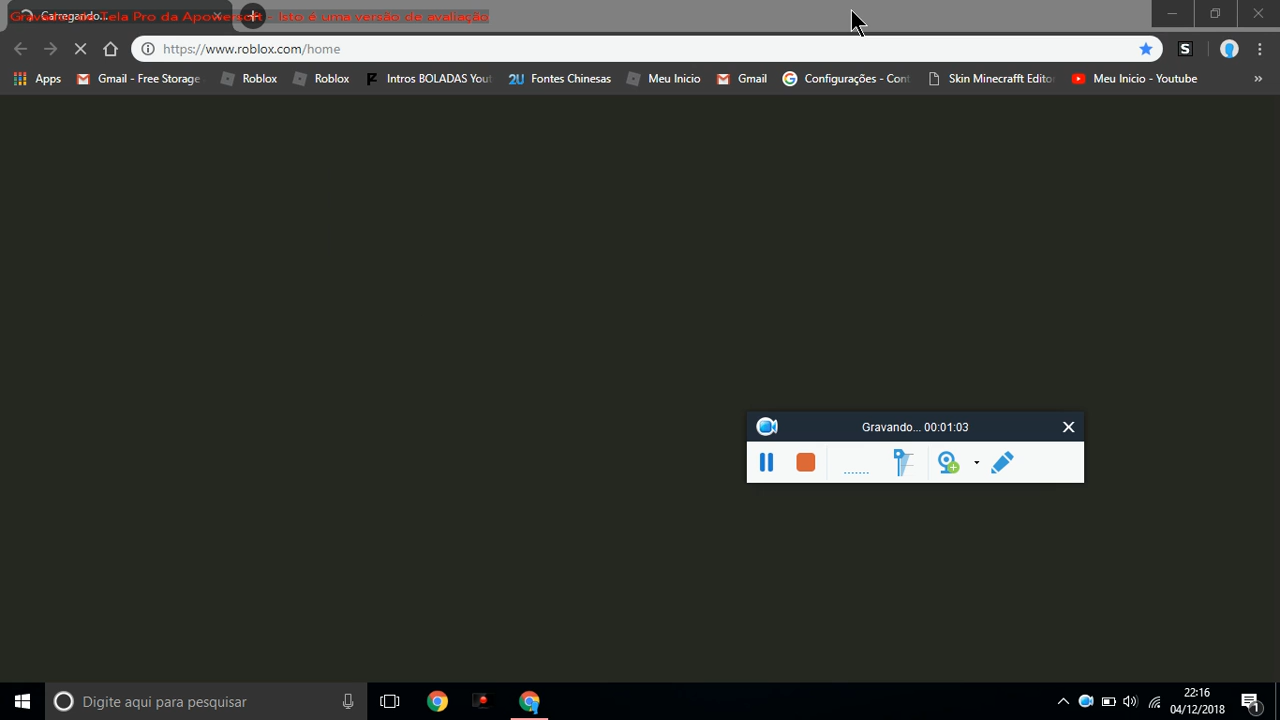 Carregando...
Gravador de Tela Pro da Apowersoft - Isto é uma versão de avaliação
https://www.roblox.com/home
S
Apps
Gmail - Free Storage
Roblox
Roblox
Intros BOLADAS Yout
2U Fontes Chinesas
Meu Inicio
Gmail
Configurações - Cont
Skin Minecrafft Editor
Meu Inicio - Youtube
»
Gravando... 00:01:03
Digite aqui para pesquisar
22:16
04/12/2018
1